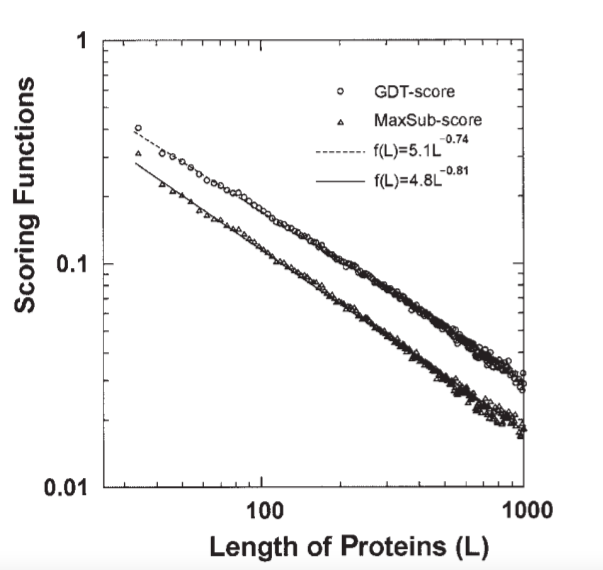 1
0.1
0.01
Scoring Functions
GDT-score
MaxSub-score
f(L)=5.1L^-0.74
f(L)=4.8L^-0.81
100
1000
Length of Proteins (L)